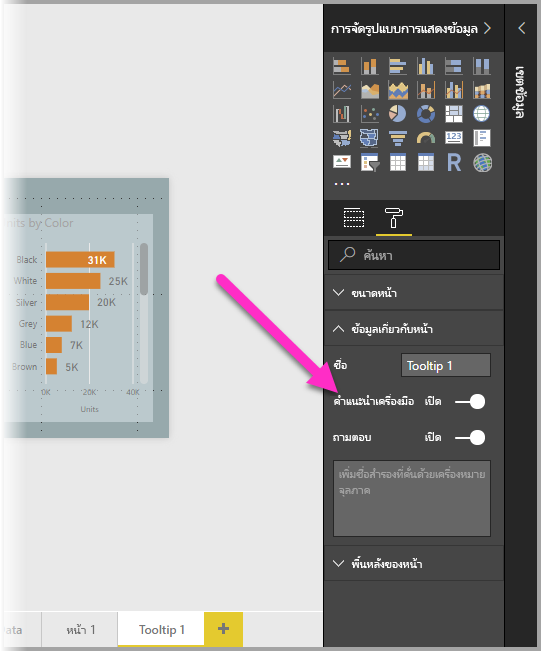 การจัดรูปแบบการแสดงข้อมูล
เขตข้อมูล
123
R
ค้นหา
ขนาดหน้า
ข้อมูลเกี่ยวกับหน้า
ชื่อ Tooltip 1
คำแนะนำเครื่องมือ เปิด
ถามตอบ เปิด
เพิ่มชื่อสำรองที่คั่นด้วยเครื่องหมาย
จุลภาค
พื้นหลังของหน้า
by Color
Black 31K
White 25K
Silver 20K
Grey 12K
Blue 7K
Brown 5K
0K 20K 40K
Units
หน้า 1 Tooltip 1 +